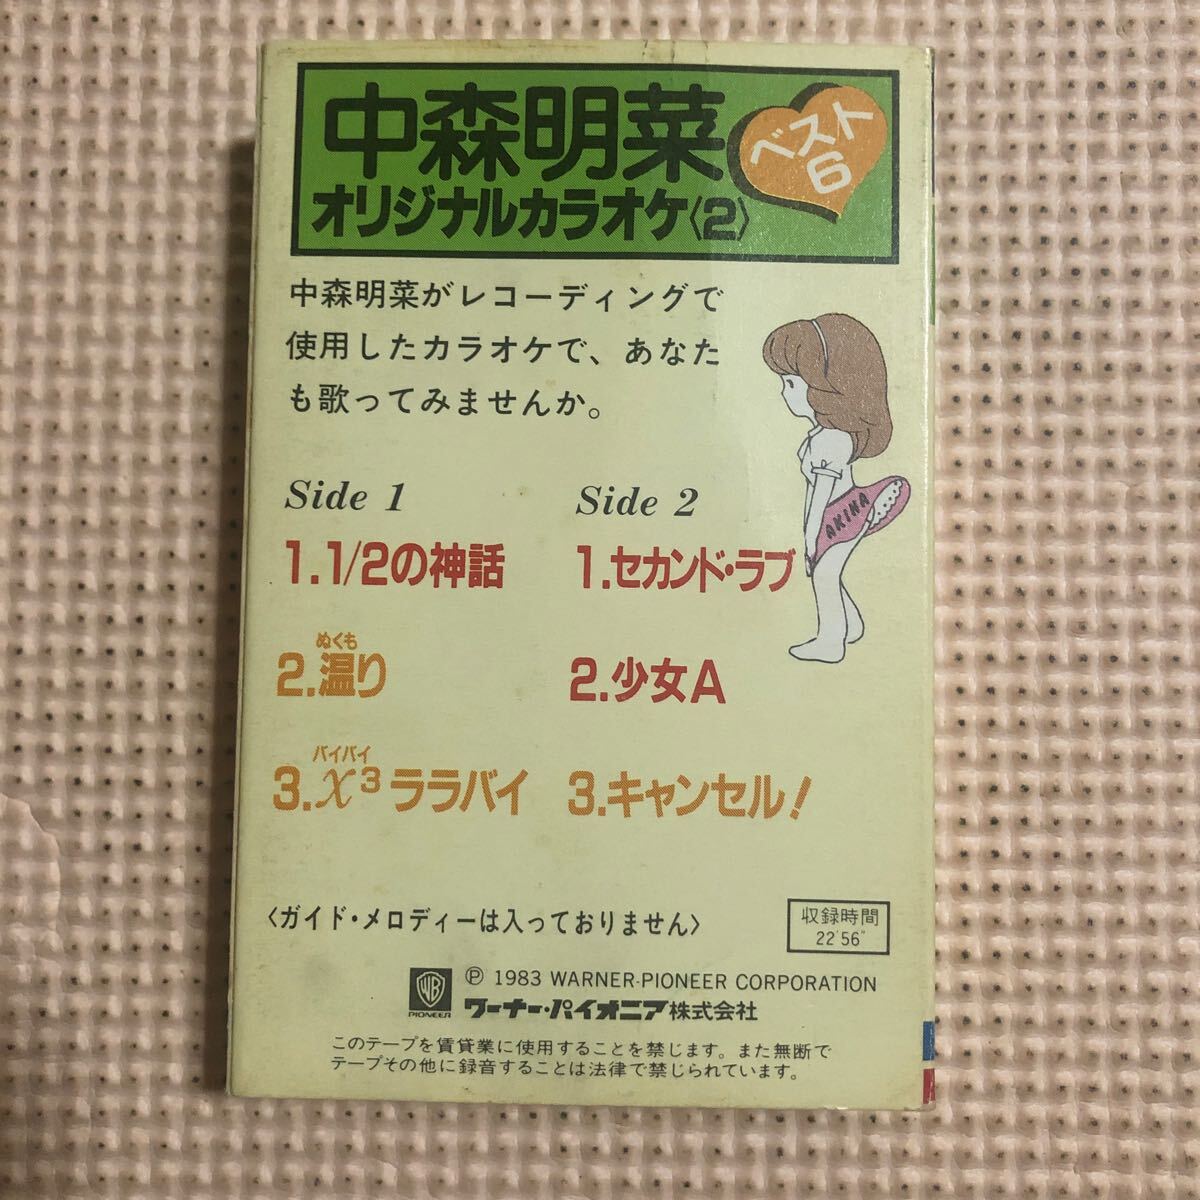 中森明菜
ベスト
6
オリジナルカラオケ〈2〉
中森明菜がレコーディングで
使用したカラオケで、あなた
も歌ってみませんか。
AKINA
Side 1
1.1/2の神話
ぬくも
2.温り
バイバイ
3.x³ララバイ
Side 2
1.セカンド・ラブ
2.少女A
3.キャンセル!
〈ガイド・メロディーは入っておりません〉
収録時間
22'56"
WB
PIONEER
℗ 1983 WARNER-PIONEER CORPORATION
ワーナー・パイオニア株式会社
このテープを賃貸業に使用することを禁じます。また無断で
テープその他に録音することは法律で禁じられています。